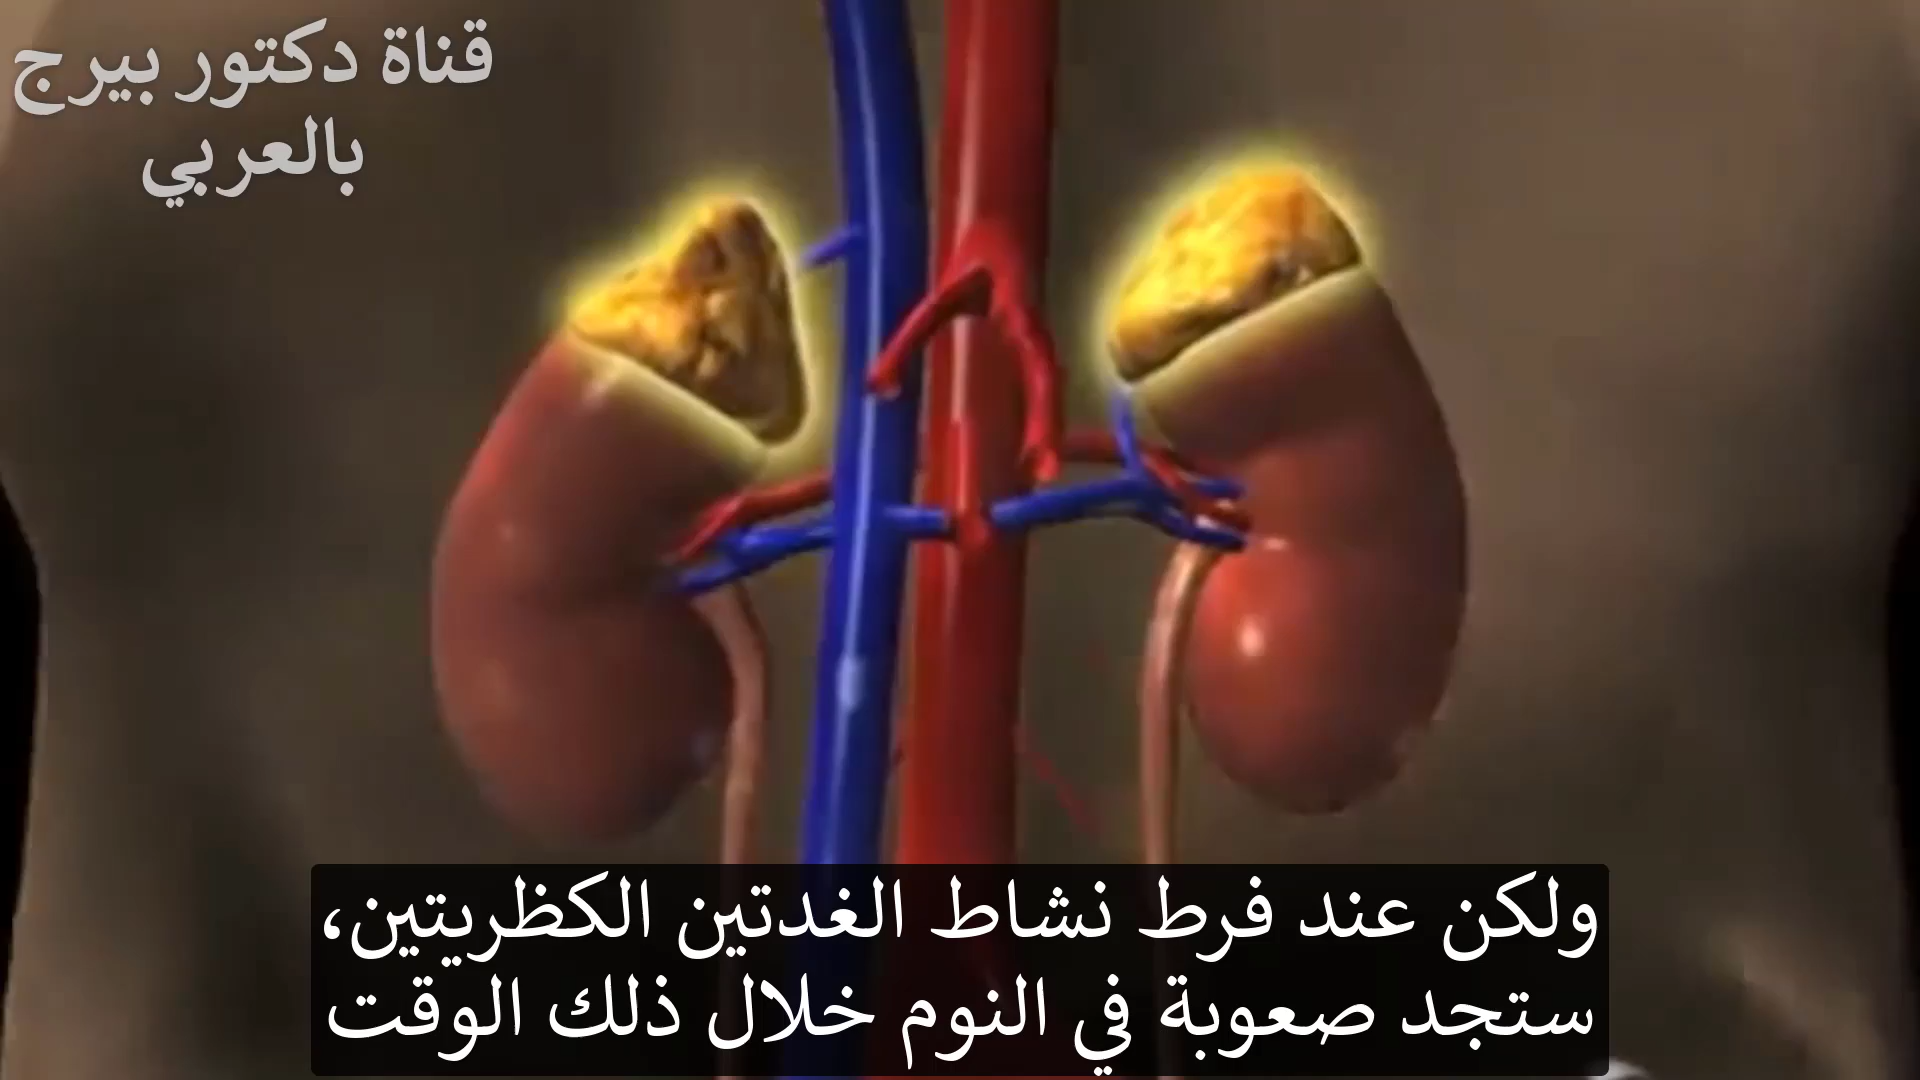 قناة دكتور بيرج
بالعربي
ولكن عند فرط نشاط الغدتين الكظريتين،
ستجد صعوبة في النوم خلال ذلك الوقت